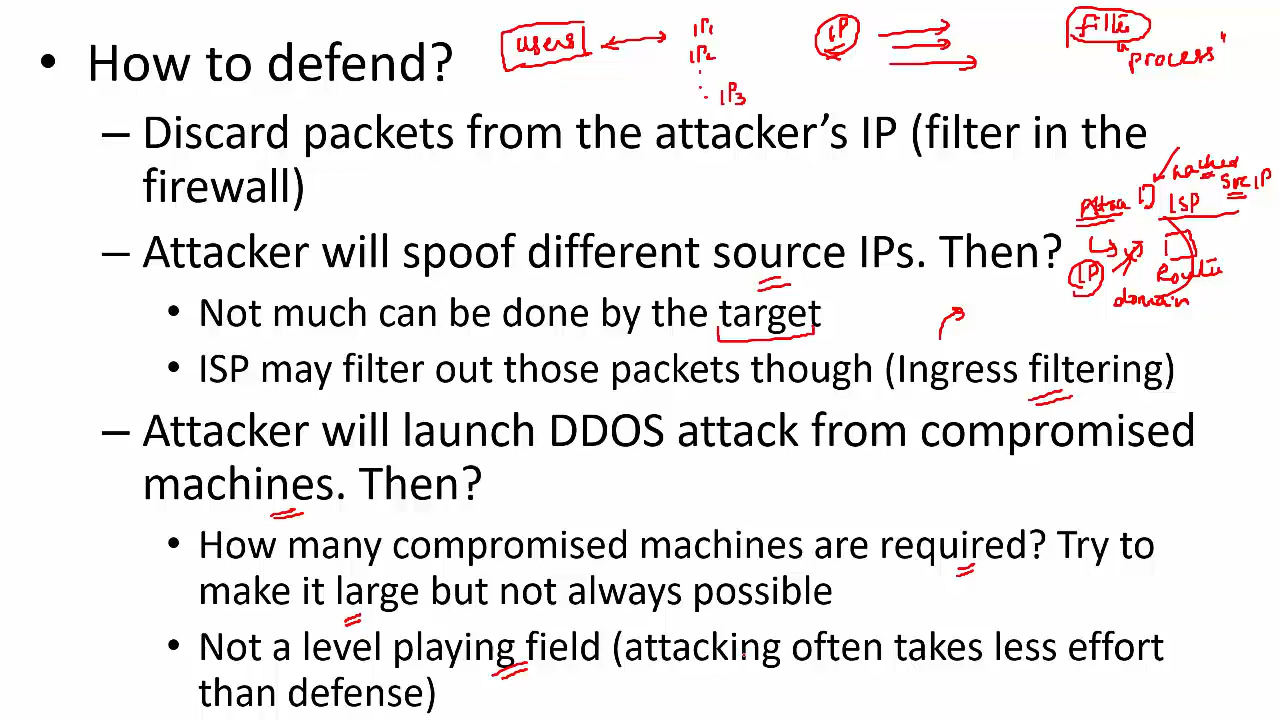 users
IP1
IP2
IP3
IP
filter
"process"
• How to defend?
– Discard packets from the attacker's IP (filter in the
firewall)
hacked
Src IP
ISP
– Attacker will spoof different source IPs. Then?
IP
Router
domain
• Not much can be done by the target
• ISP may filter out those packets though (Ingress filtering)
– Attacker will launch DDOS attack from compromised
machines. Then?
• How many compromised machines are required? Try to
make it large but not always possible
• Not a level playing field (attacking often takes less effort
than defense)